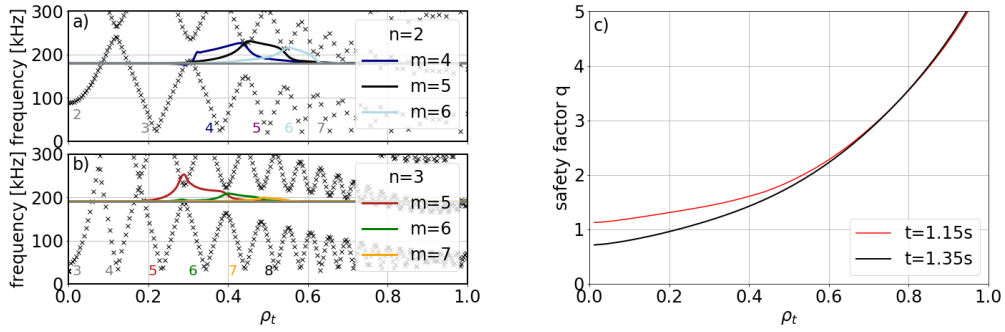 a)
300
200
100
0
frequency [kHz]
n=2
m=4
m=5
m=6
2
3
4
5
6
7
b)
300
200
100
0
frequency [kHz]
n=3
m=5
m=6
m=7
3
4
5
6
7
8
0.0 0.2 0.4 0.6 0.8 1.0
ρt
c)
5
4
3
2
1
0
safety factor q
t=1.15s
t=1.35s
0.0 0.2 0.4 0.6 0.8 1.0
ρt